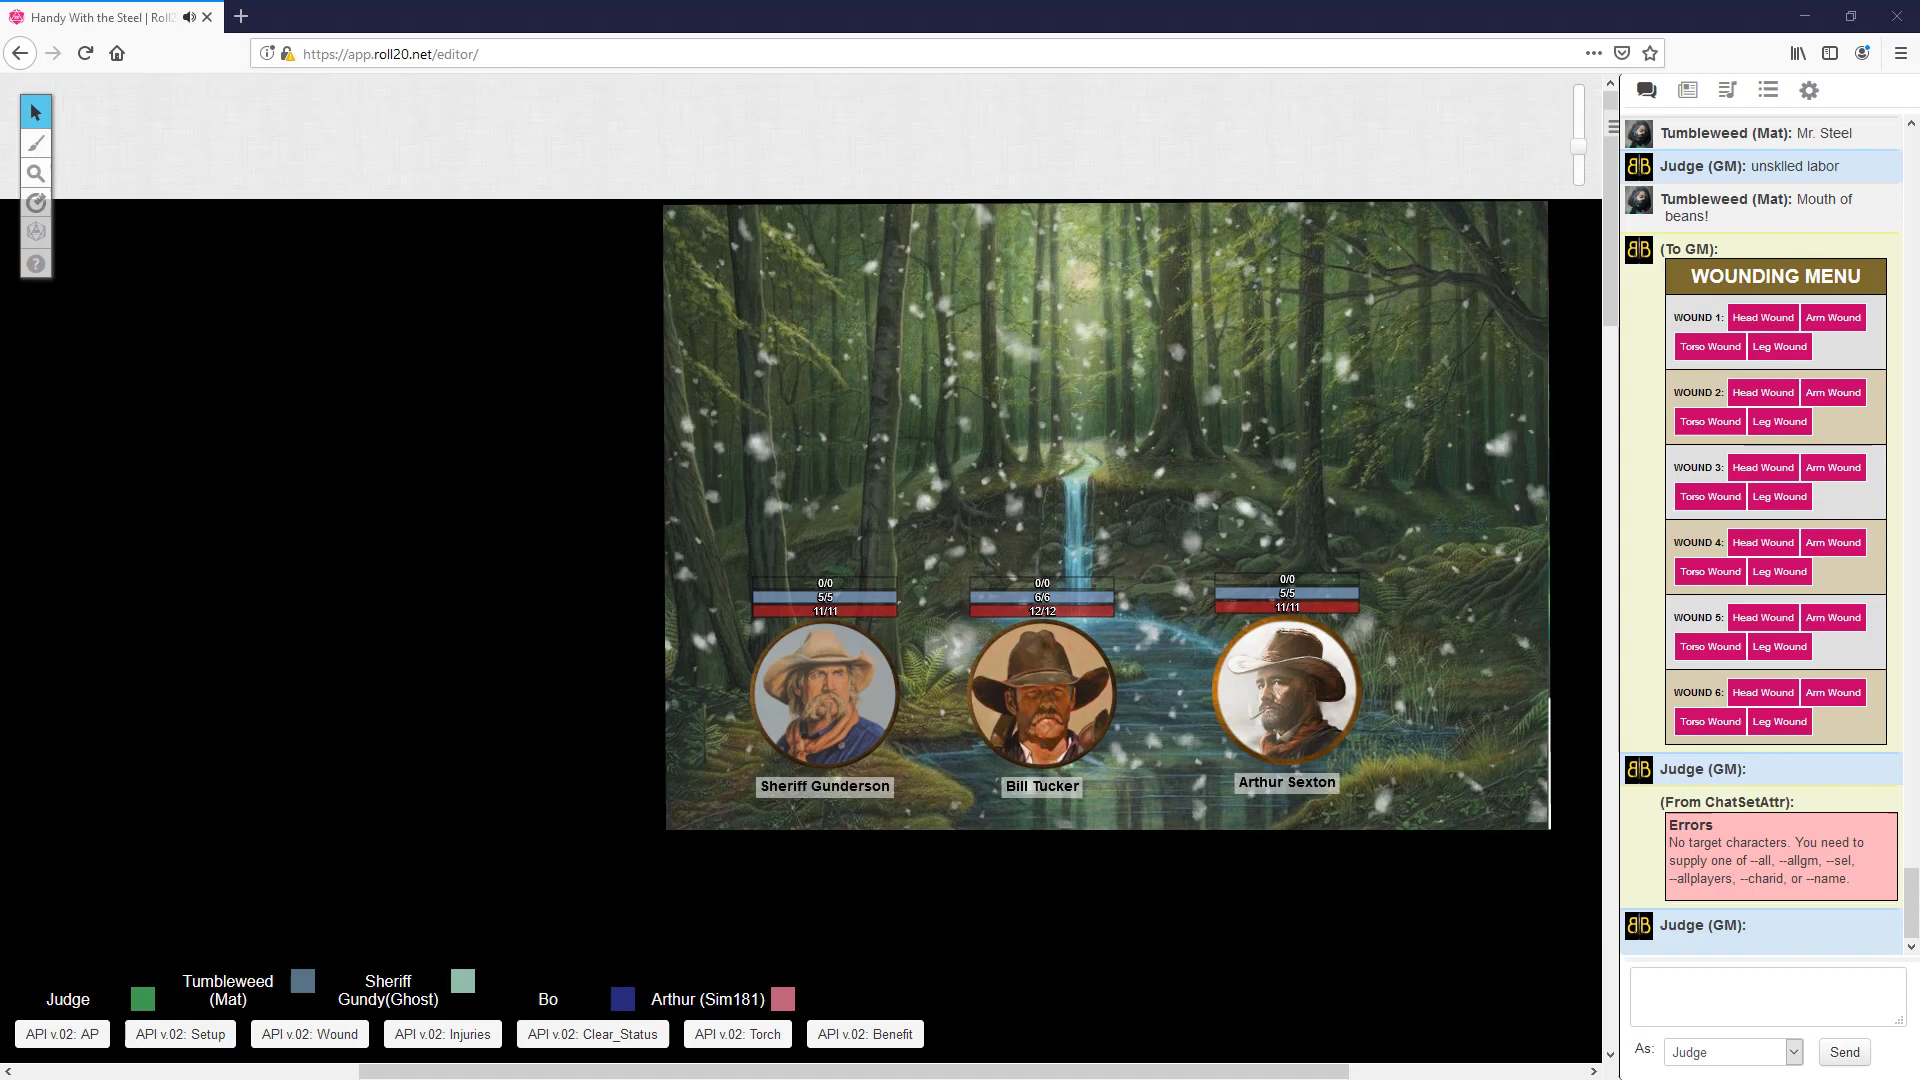 Handy With the Steel | Roll2
https://app.roll20.net/editor/
Tumbleweed (Mat): Mr. Steel
Judge (GM): unsklled labor
Tumbleweed (Mat): Mouth of
beans!
(To GM):
WOUNDING MENU
WOUND 1: Head Wound Arm Wound
Torso Wound Leg Wound
WOUND 2: Head Wound Arm Wound
Torso Wound Leg Wound
WOUND 3: Head Wound Arm Wound
Torso Wound Leg Wound
WOUND 4: Head Wound Arm Wound
Torso Wound Leg Wound
WOUND 5: Head Wound Arm Wound
Torso Wound Leg Wound
WOUND 6: Head Wound Arm Wound
Torso Wound Leg Wound
Judge (GM):
(From ChatSetAttr):
Errors
No target characters. You need to
supply one of --all, --allgm, --sel,
--allplayers, --charid, or --name.
Judge (GM):
As: Judge Send
0/0
5/5
11/11
Sheriff Gunderson
0/0
6/6
12/12
Bill Tucker
0/0
5/5
11/11
Arthur Sexton
Judge
Tumbleweed
(Mat)
Sheriff
Gundy(Ghost)
Bo
Arthur (Sim181)
API v.02: AP
API v.02: Setup
API v.02: Wound
API v.02: Injuries
API v.02: Clear_Status
API v.02: Torch
API v.02: Benefit